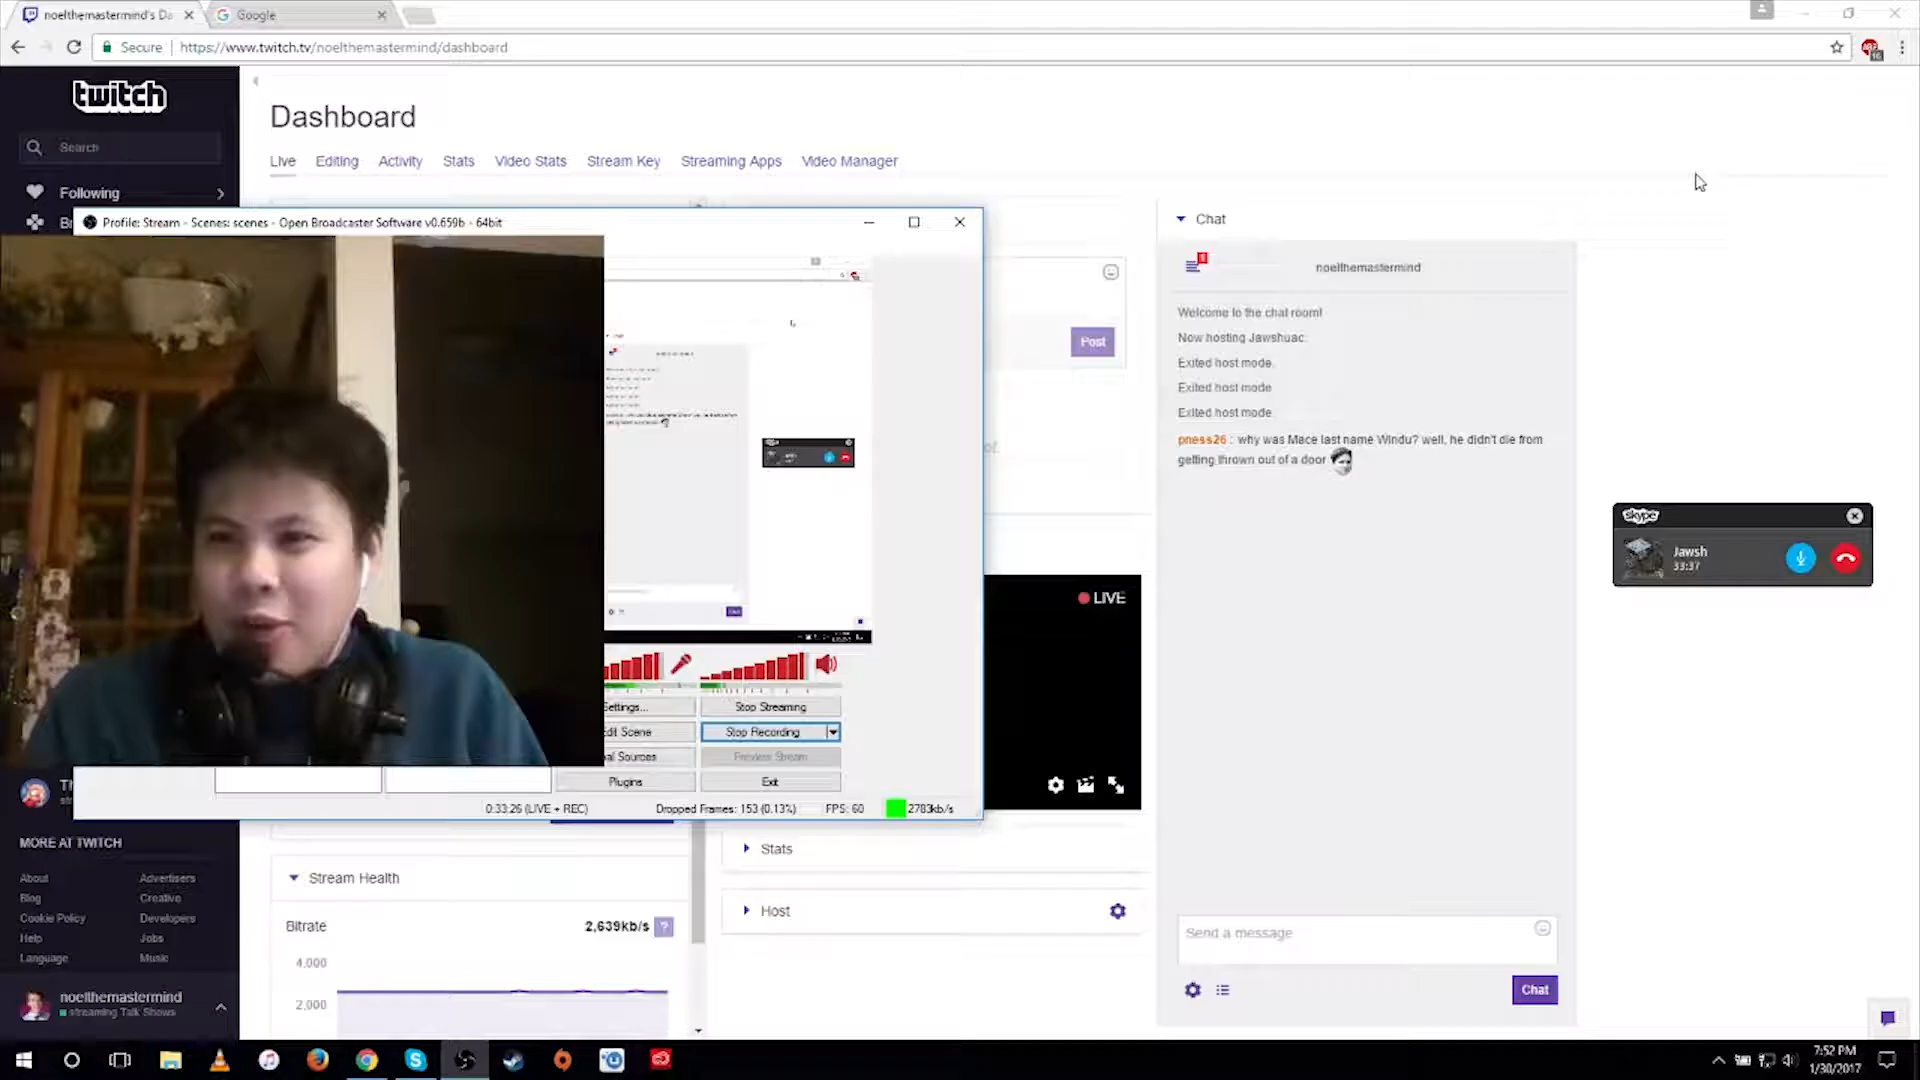 noelthemastermind's Da
Google
Secure
https://www.twitch.tv/noelthemastermind/dashboard
twitch
Search
Following
Dashboard
Live
Editing
Activity
Stats
Video Stats
Stream Key
Streaming Apps
Video Manager
Profile: Stream - Scenes: scenes - Open Broadcaster Software v0.659b - 64bit
Post
Chat
noelthemastermind
Welcome to the chat room!
Now hosting Jawshuac.
Exited host mode.
Exited host mode
Exited host mode
pness26 : why was Mace last name Windu? well, he didn't die from
getting thrown out of a door
skype
Jawsh
33:37
LIVE
Settings...
Stop Streaming
Edit Scene
Stop Recording
Preview Stream
Plugins
Exit
0:33:26 (LIVE + REC)
Dropped Frames: 153 (0.13%)
FPS: 60
2783kb/s
MORE AT TWITCH
About
Advertisers
Blog
Creative
Cookie Policy
Developers
Help
Jobs
Language
Music
noelthemastermind
streaming Talk Shows
Stream Health
Bitrate
2,639kb/s
?
4,000
2,000
Stats
Host
Send a message
Chat
7:52 PM
1/30/2017